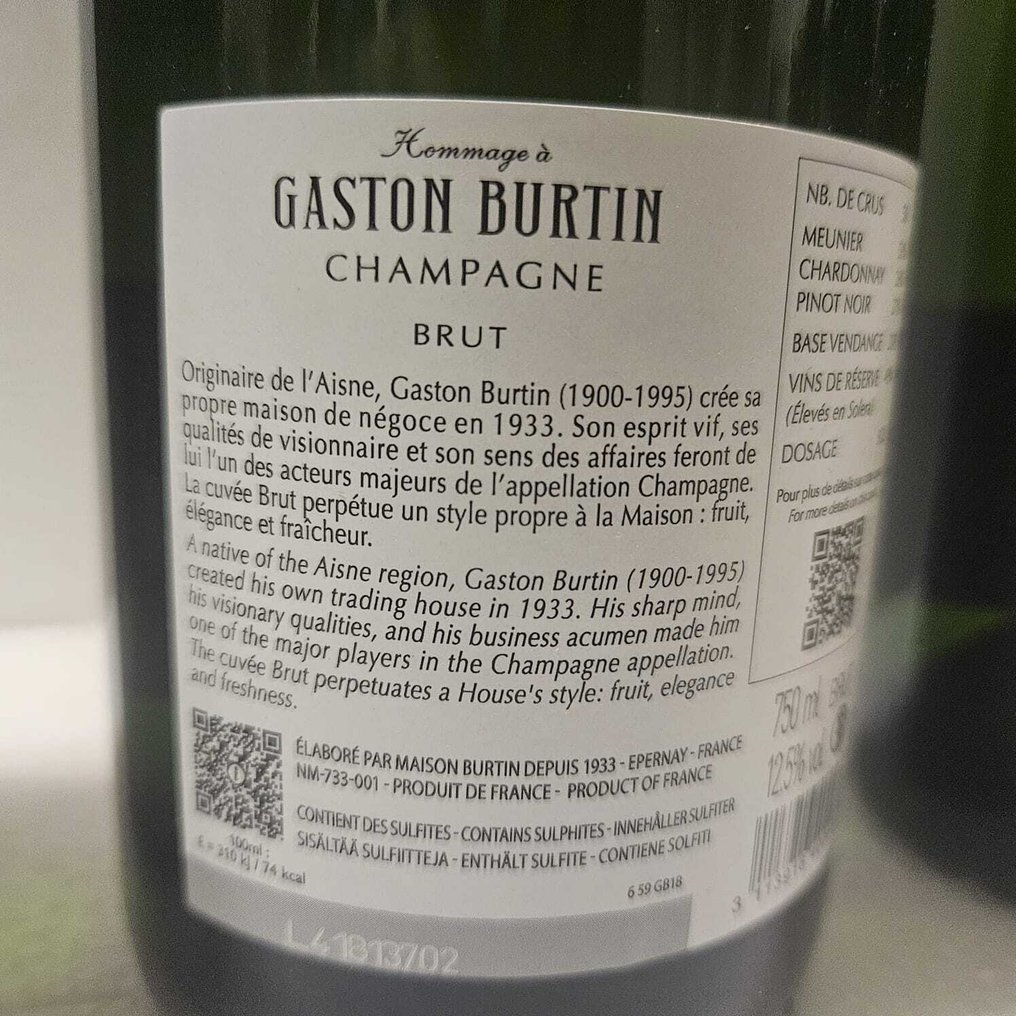 Hommage à
GASTON BURTIN
CHAMPAGNE
BRUT
Originaire de l'Aisne, Gaston Burtin (1900-1995) crée sa
propre maison de négoce en 1933. Son esprit vif, ses
qualités de visionnaire et son sens des affaires feront de
lui l'un des acteurs majeurs de l'appellation Champagne.
La cuvée Brut perpétue un style propre à la Maison : fruit,
élégance et fraîcheur.
A native of the Aisne region, Gaston Burtin (1900-1995)
created his own trading house in 1933. His sharp mind,
his visionary qualities, and his business acumen made him
one of the major players in the Champagne appellation.
The cuvée Brut perpetuates a House's style: fruit, elegance
and freshness.
ÉLABORÉ PAR MAISON BURTIN DEPUIS 1933 - EPERNAY - FRANCE
NM-733-001 - PRODUIT DE FRANCE - PRODUCT OF FRANCE
CONTIENT DES SULFITES - CONTAINS SULPHITES - INNEHÅLLER SULFITER
SISÄLTÄÄ SULFIITTEJA - ENTHÄLT SULFITE - CONTIENE SOLFITI
100ml :
E = 310 kJ / 74 kcal
6 59 GB18
L41813702
NB. DE CRUS
MEUNIER
CHARDONNAY
PINOT NOIR
BASE VENDANGE
VINS DE RÉSERVE
(Élevés en Solera)
DOSAGE
Pour plus de détails sur
For more details on
750 ml
12.5% vol
3